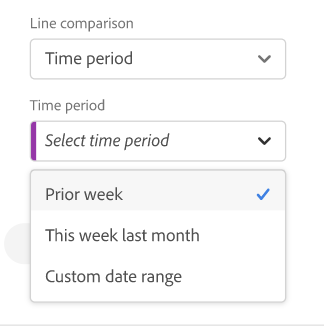 Line comparison
Time period
Time period
Select time period
Prior week
This week last month
Custom date range